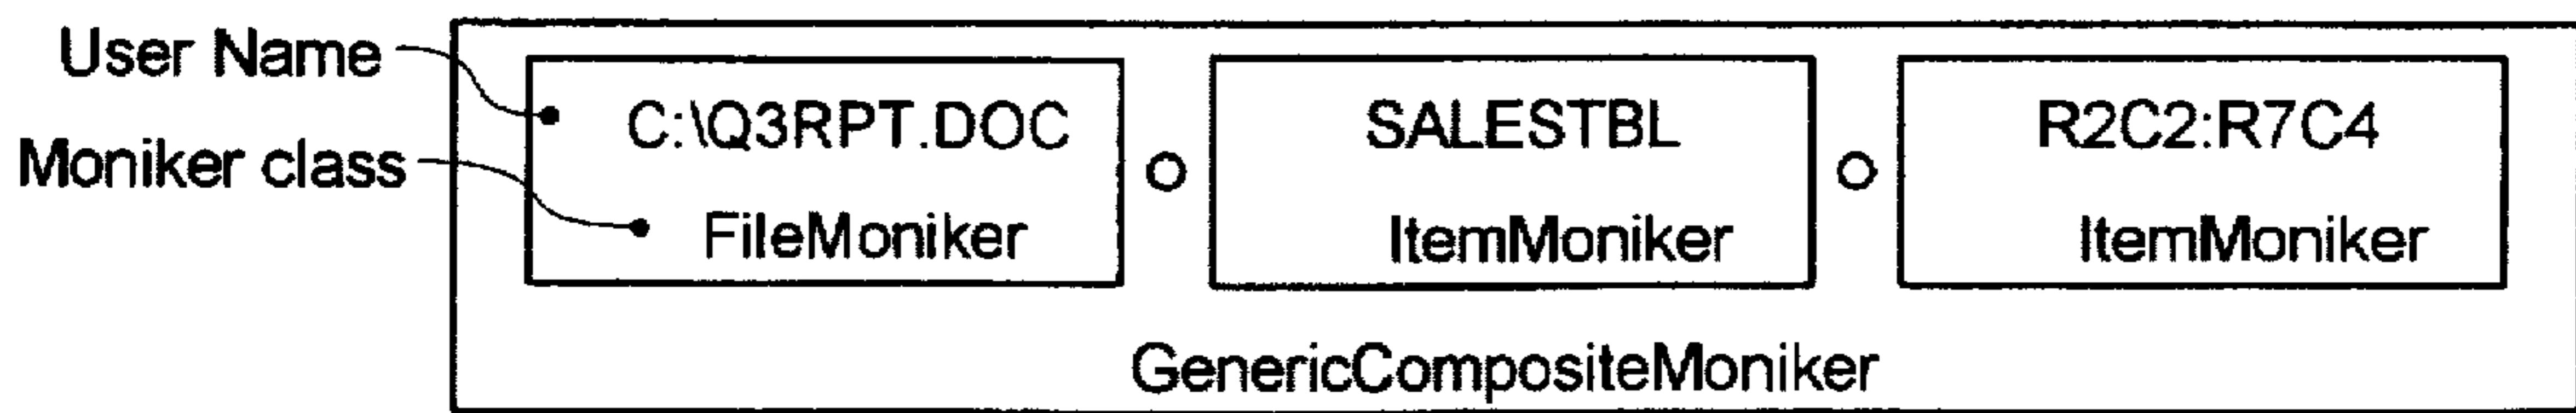 User Name
Moniker class
C:\Q3RPT.DOC
FileMoniker
SALESTBL
ItemMoniker
R2C2:R7C4
ItemMoniker
GenericCompositeMoniker